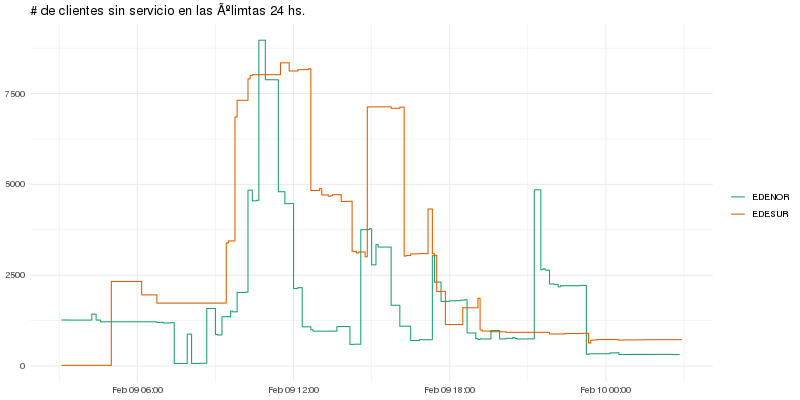 # de clientes sin servicio en las Ãºlimtas 24 hs.
7500
5000
2500
0
Feb 09 06:00
Feb 09 12:00
Feb 09 18:00
Feb 10 00:00
EDENOR
EDESUR